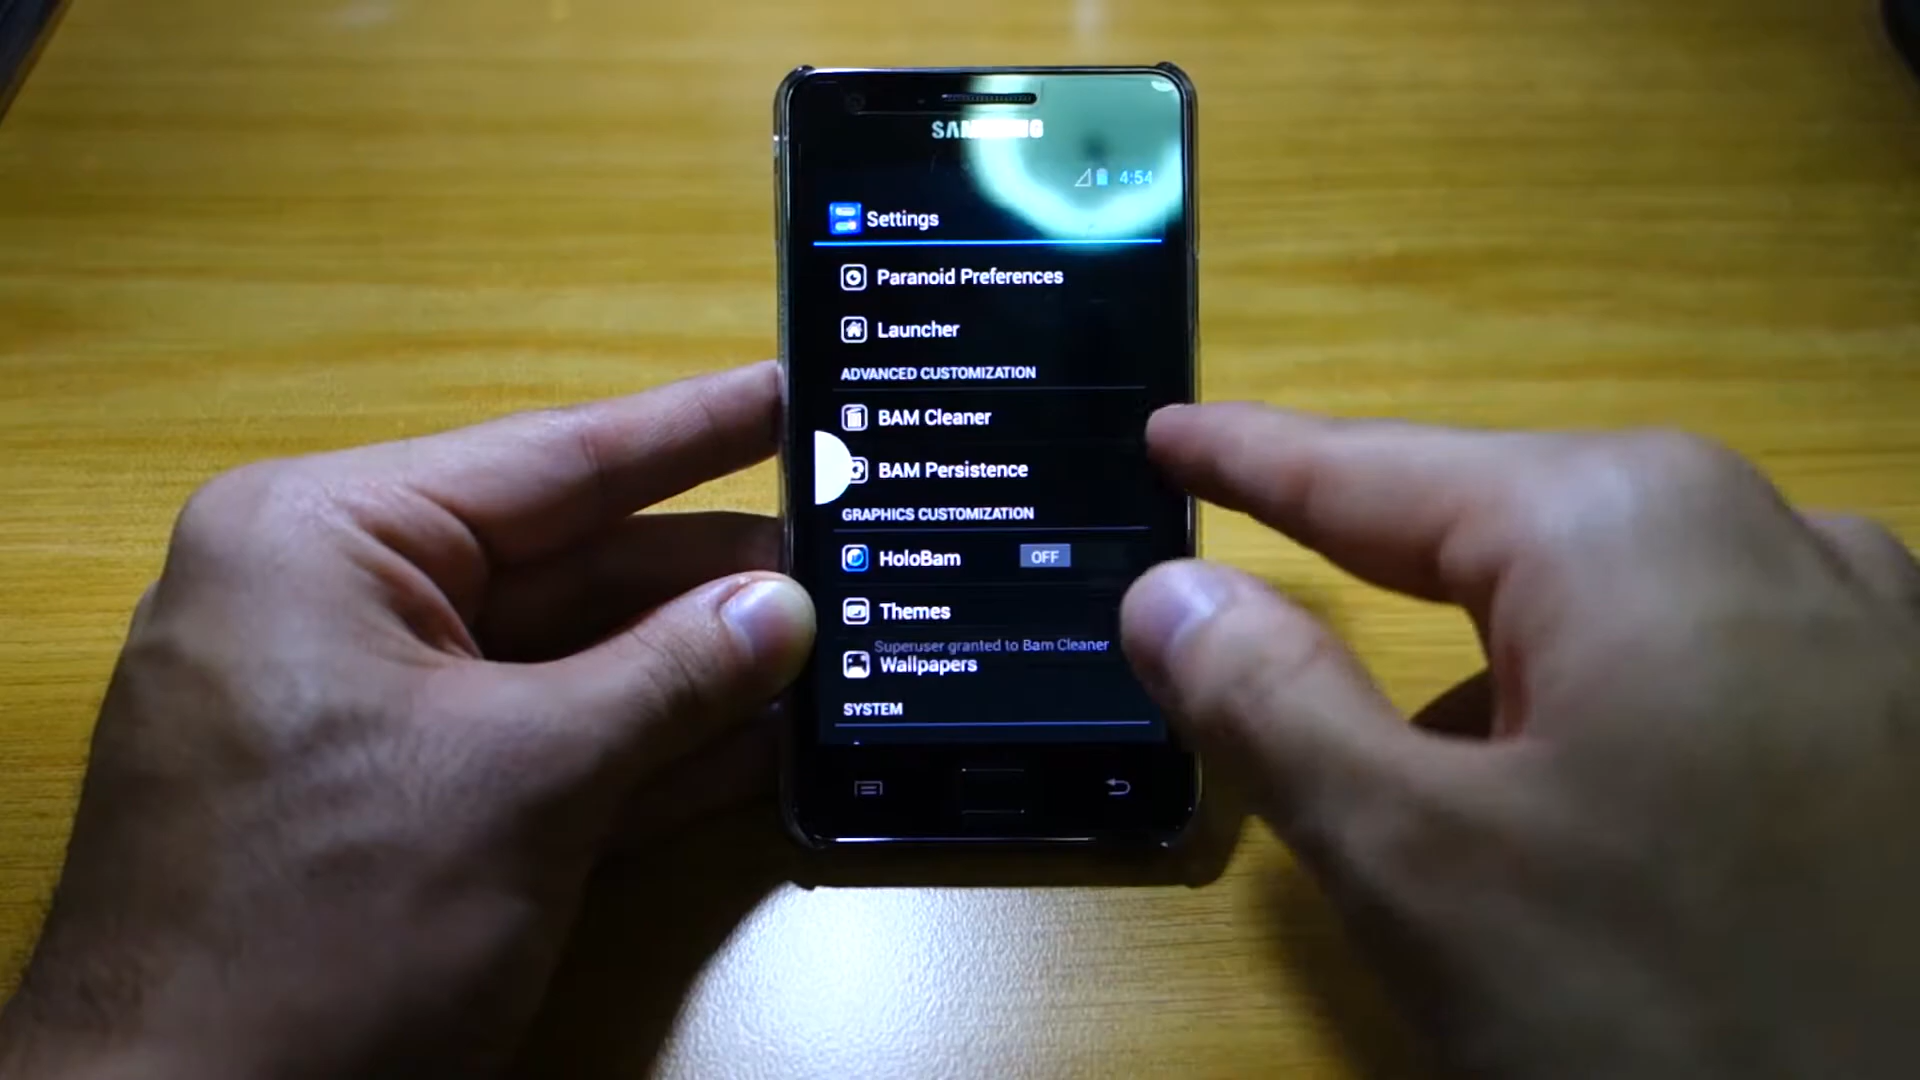 SAMSUNG
4:54
Settings
Paranoid Preferences
Launcher
ADVANCED CUSTOMIZATION
BAM Cleaner
BAM Persistence
GRAPHICS CUSTOMIZATION
HoloBam OFF
Themes
Superuser granted to Bam Cleaner
Wallpapers
SYSTEM